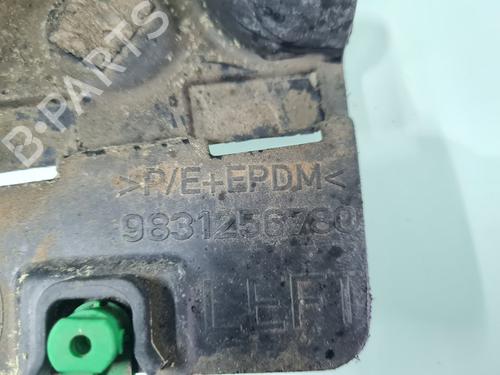 B-PARTS
>P/E+EPDM<
9831256780
LEFT